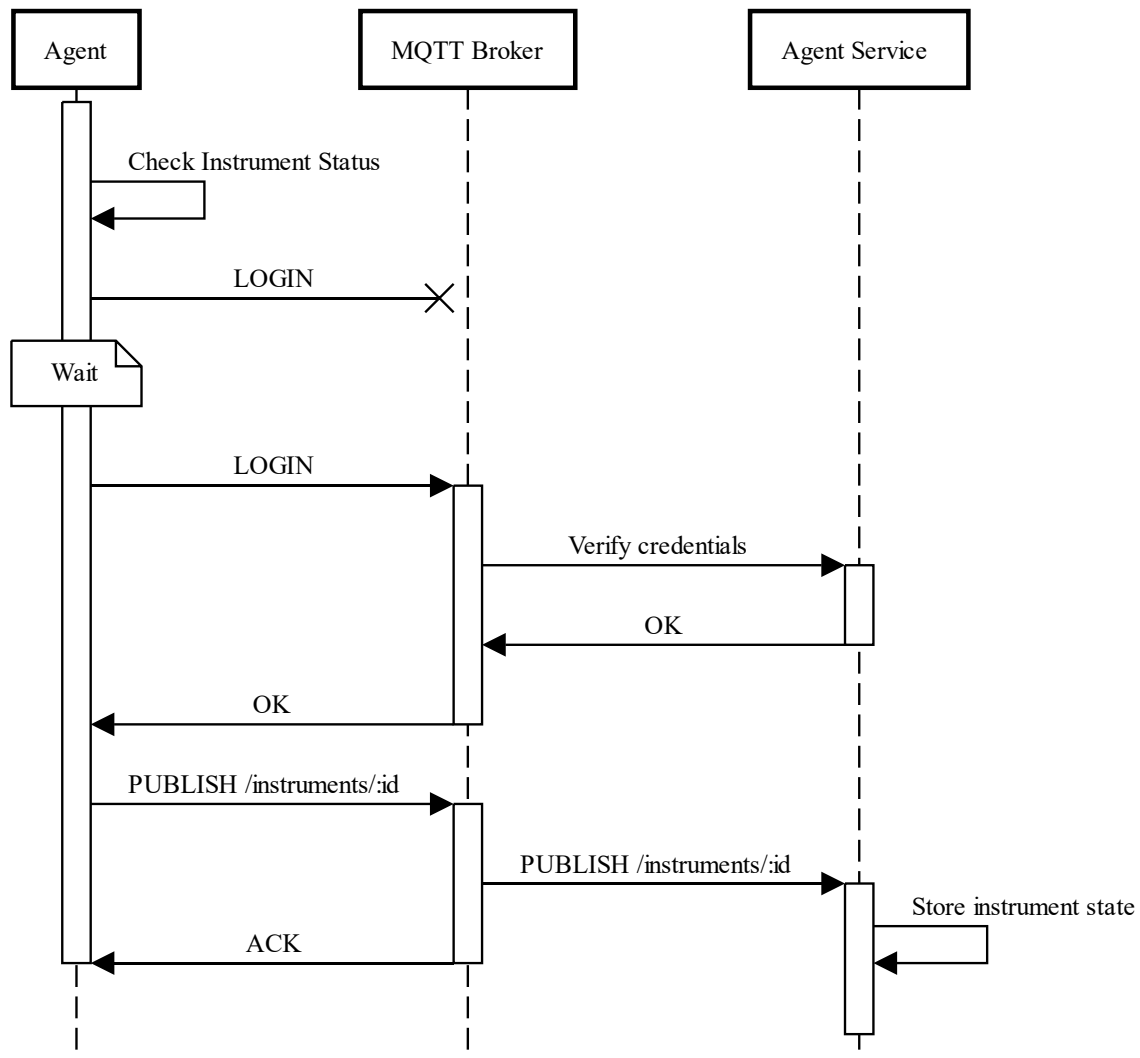 Agent
MQTT Broker
Agent Service
Check Instrument Status
LOGIN
Wait
LOGIN
Verify credentials
OK
OK
PUBLISH /instruments/:id
PUBLISH /instruments/:id
Store instrument state
ACK